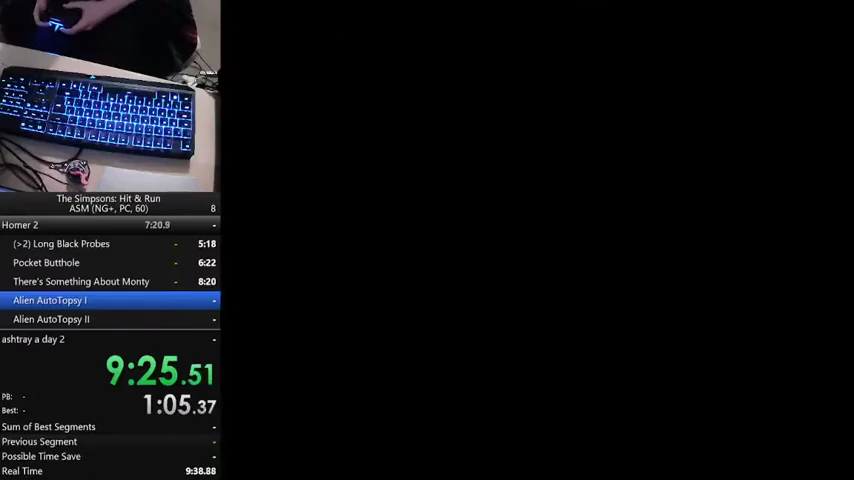 The Simpsons: Hit & Run
ASM (NG+, PC, 60) 8
Homer 2 7:20.9 -
(>2) Long Black Probes - 5:18
Pocket Butthole - 6:22
There's Something About Monty - 8:20
Alien AutoTopsy I -
Alien AutoTopsy II -
ashtray a day 2 -
9:25.51
PB: - 1:05.37
Best: -
Sum of Best Segments -
Previous Segment -
Possible Time Save -
Real Time 9:38.88